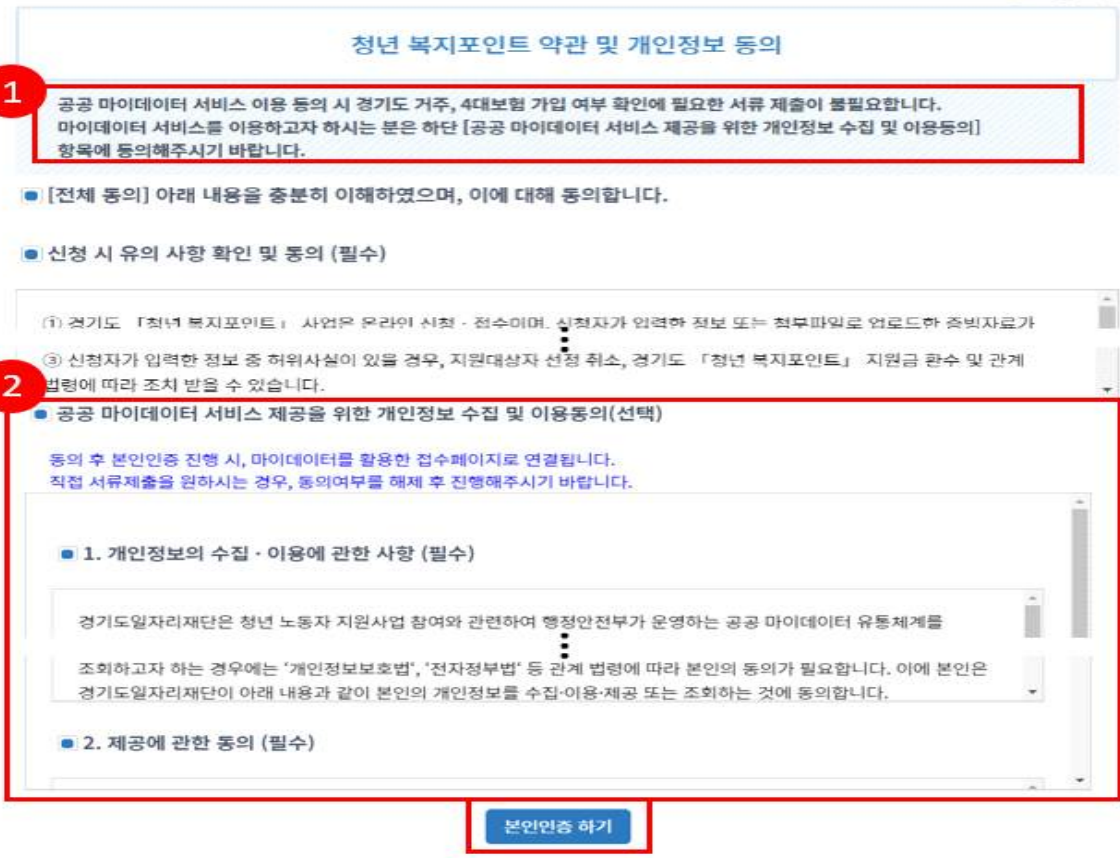 청년 복지포인트 약관 및 개인정보 동의
1
공공 마이데이터 서비스 이용 동의 시 경기도 거주, 4대보험 가입 여부 확인에 필요한 서류 제출이 불필요합니다.
마이데이터 서비스를 이용하고자 하시는 분은 하단 [공공 마이데이터 서비스 제공을 위한 개인정보 수집 및 이용동의]
항목에 동의해주시기 바랍니다.
[전체 동의] 아래 내용을 충분히 이해하였으며, 이에 대해 동의합니다.
신청 시 유의 사항 확인 및 동의 (필수)
① 경기도 「청년 복지포인트」 사업은 온라인 신청 · 접수이며, 신청자가 입력한 정보 또는 첨부파일로 업로드한 증빙자료가
③ 신청자가 입력한 정보 중 허위사실이 있을 경우, 지원대상자 선정 취소, 경기도 「청년 복지포인트」 지원금 환수 및 관계
법령에 따라 조치 받을 수 있습니다.
2
공공 마이데이터 서비스 제공을 위한 개인정보 수집 및 이용동의(선택)
동의 후 본인인증 진행 시, 마이데이터를 활용한 접수페이지로 연결됩니다.
직접 서류제출을 원하시는 경우, 동의여부를 해제 후 진행해주시기 바랍니다.
1. 개인정보의 수집 · 이용에 관한 사항 (필수)
경기도일자리재단은 청년 노동자 지원사업 참여와 관련하여 행정안전부가 운영하는 공공 마이데이터 유통체계를
조회하고자 하는 경우에는 ‘개인정보보호법’, ‘전자정부법’ 등 관계 법령에 따라 본인의 동의가 필요합니다. 이에 본인은
경기도일자리재단이 아래 내용과 같이 본인의 개인정보를 수집·이용·제공 또는 조회하는 것에 동의합니다.
2. 제공에 관한 동의 (필수)
본인인증 하기